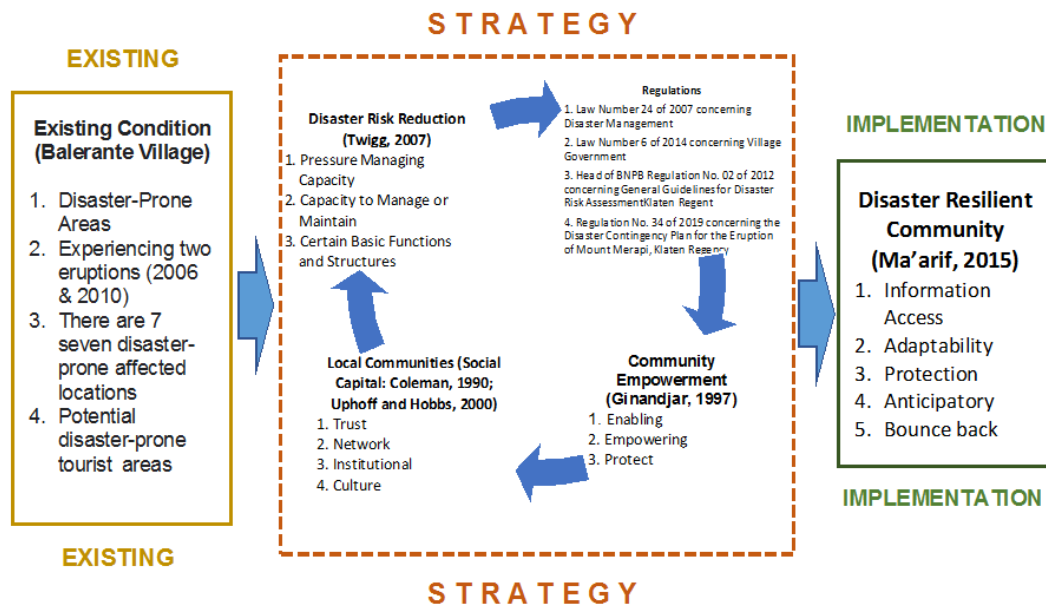 STRATEGY
EXISTING
Existing Condition
(Balerante Village)
1. Disaster-Prone
Areas
2. Experiencing two
eruptions (2006
& 2010)
3. There are 7
seven disaster-
prone affected
locations
4. Potential
disaster-prone
tourist areas
EXISTING
Disaster Risk Reduction
(Twigg, 2007)
1. Pressure Managing
Capacity
2. Capacity to Manage or
Maintain
3. Certain Basic Functions
and Structures
Regulations
1. Law Number 24 of 2007 concerning
Disaster Management
2. Law Number 6 of 2014 concerning Village
Government
3. Head of BNPB Regulation No. 02 of 2012
concerning General Guidelines for Disaster
Risk AssessmentKlaten Regent
4. Regulation No. 34 of 2019 concerning the
Disaster Contingency Plan for the Eruption
of Mount Merapi, Klaten Regency
Local Communities (Social
Capital: Coleman, 1990;
Uphoff and Hobbs, 2000)
1. Trust
2. Network
3. Institutional
4. Culture
Community
Empowerment
(Ginandjar, 1997)
1. Enabling
2. Empowering
3. Protect
IMPLEMENTATION
Disaster Resilient
Community
(Ma’arif, 2015)
1. Information
Access
2. Adaptability
3. Protection
4. Anticipatory
5. Bounce back
IMPLEMENTATION
STRATEGY